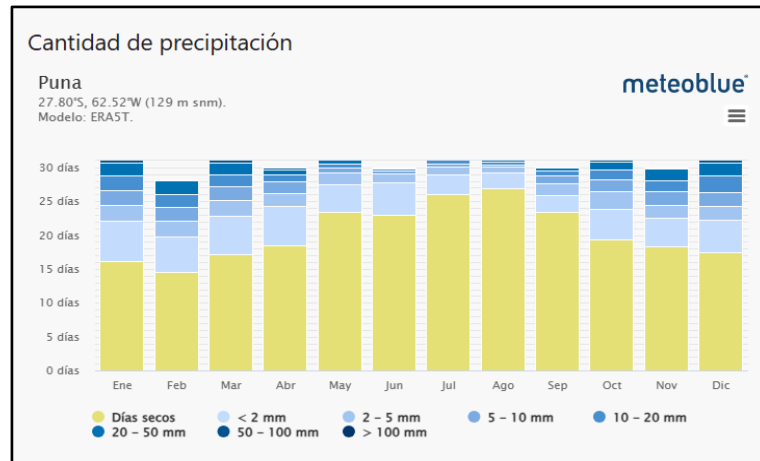 Cantidad de precipitación
Puna
27.80°S, 62.52°W (129 m snm).
Modelo: ERA5T.
meteoblue®
30 días
25 días
20 días
15 días
10 días
5 días
0 días
Ene Feb Mar Abr May Jun Jul Ago Sep Oct Nov Dic
Días secos < 2 mm 2 – 5 mm 5 – 10 mm 10 – 20 mm
20 – 50 mm 50 – 100 mm > 100 mm